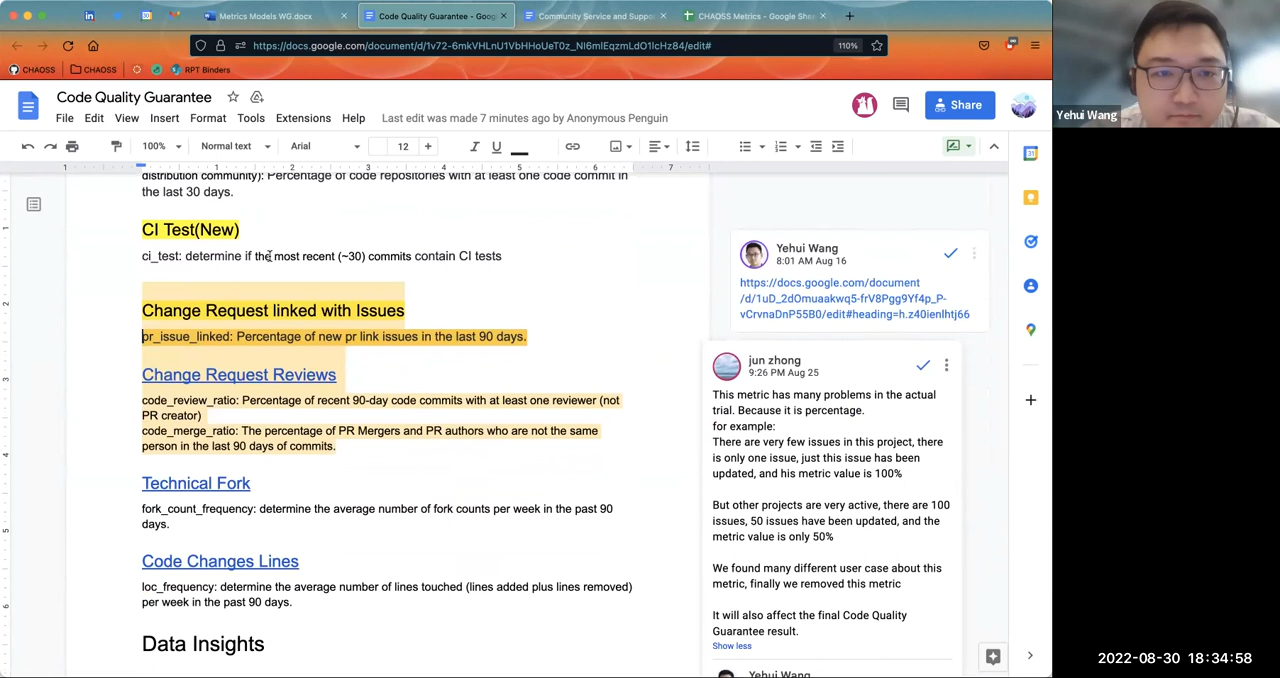 Metrics Models WG.docx
Code Quality Guarantee - Goog
Community Service and Suppo
CHAOSS Metrics - Google She
https://docs.google.com/document/d/1v72-6mkVHLnU1VbHHoUeT0z_NI6mlEqzmLdO1lcHz84/edit#
110%
CHAOSS
CHAOSS
RPT Binders
Code Quality Guarantee
File Edit View Insert Format Tools Extensions Help
Last edit was made 7 minutes ago by Anonymous Penguin
Share
100%
Normal text
Arial
12
distribution community): Percentage of code repositories with at least one code commit in
the last 30 days.
CI Test(New)
ci_test: determine if the most recent (~30) commits contain CI tests
Change Request linked with Issues
pr_issue_linked: Percentage of new pr link issues in the last 90 days.
Change Request Reviews
code_review_ratio: Percentage of recent 90-day code commits with at least one reviewer (not
PR creator)
code_merge_ratio: The percentage of PR Mergers and PR authors who are not the same
person in the last 90 days of commits.
Technical Fork
fork_count_frequency: determine the average number of fork counts per week in the past 90
days.
Code Changes Lines
loc_frequency: determine the average number of lines touched (lines added plus lines removed)
per week in the past 90 days.
Data Insights
Yehui Wang
8:01 AM Aug 16
https://docs.google.com/document
/d/1uD_2dOmuaakwq5-frV8Pgg9Yf4p_P-
vCrvnaDnP55B0/edit#heading=h.z40ienlhtj66
jun zhong
9:26 PM Aug 25
This metric has many problems in the actual
trial. Because it is percentage.
for example:
There are very few issues in this project, there
is only one issue, just this issue has been
updated, and his metric value is 100%
But other projects are very active, there are 100
issues, 50 issues have been updated, and the
metric value is only 50%
We found many different user case about this
metric, finally we removed this metric
It will also affect the final Code Quality
Guarantee result.
Show less
Yehui Wang
Yehui Wang
2022-08-30 18:34:58